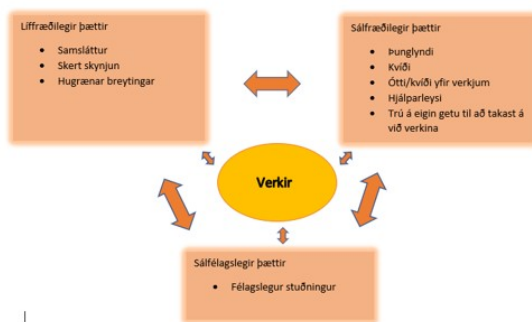 Líffræðilegir þættir
• Samsláttur
• Skert skynjun
• Hugrænar breytingar
Sálfræðilegir þættir
• Þunglyndi
• Kvíði
• Ótti/kvíði yfir verkjum
• Hjálparleysi
• Trú á eigin getu til að takast á
við verkina
Verkir
Sálfélagslegir þættir
• Félagslegur stuðningur